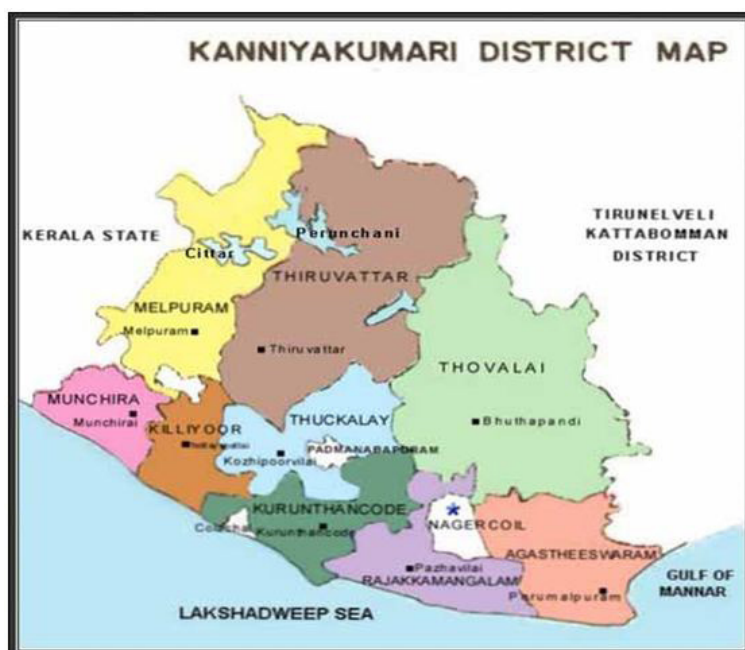 KANNIYAKUMARI DISTRICT MAP
KERALA STATE
TIRUNELVELI
KATTABOMMAN
DISTRICT
Perunchani
Cittar
THIRUVATTAR
MELPURAM
Melpuram
Thiruvattar
THOVALAI
MUNCHIRA
Munchirai
KILLIYOOR
THUCKALAY
Bhuthapandi
PADMANABAPURAM
Kozhipoorvilai
KURUNTHANCODE
Colachal
Kurunthancode
* NAGERCOIL
AGASTHEESWARAM
Pazhavilai
RAJAKKAMANGALAM
Perumalpuram
GULF OF
MANNAR
LAKSHADWEEP SEA